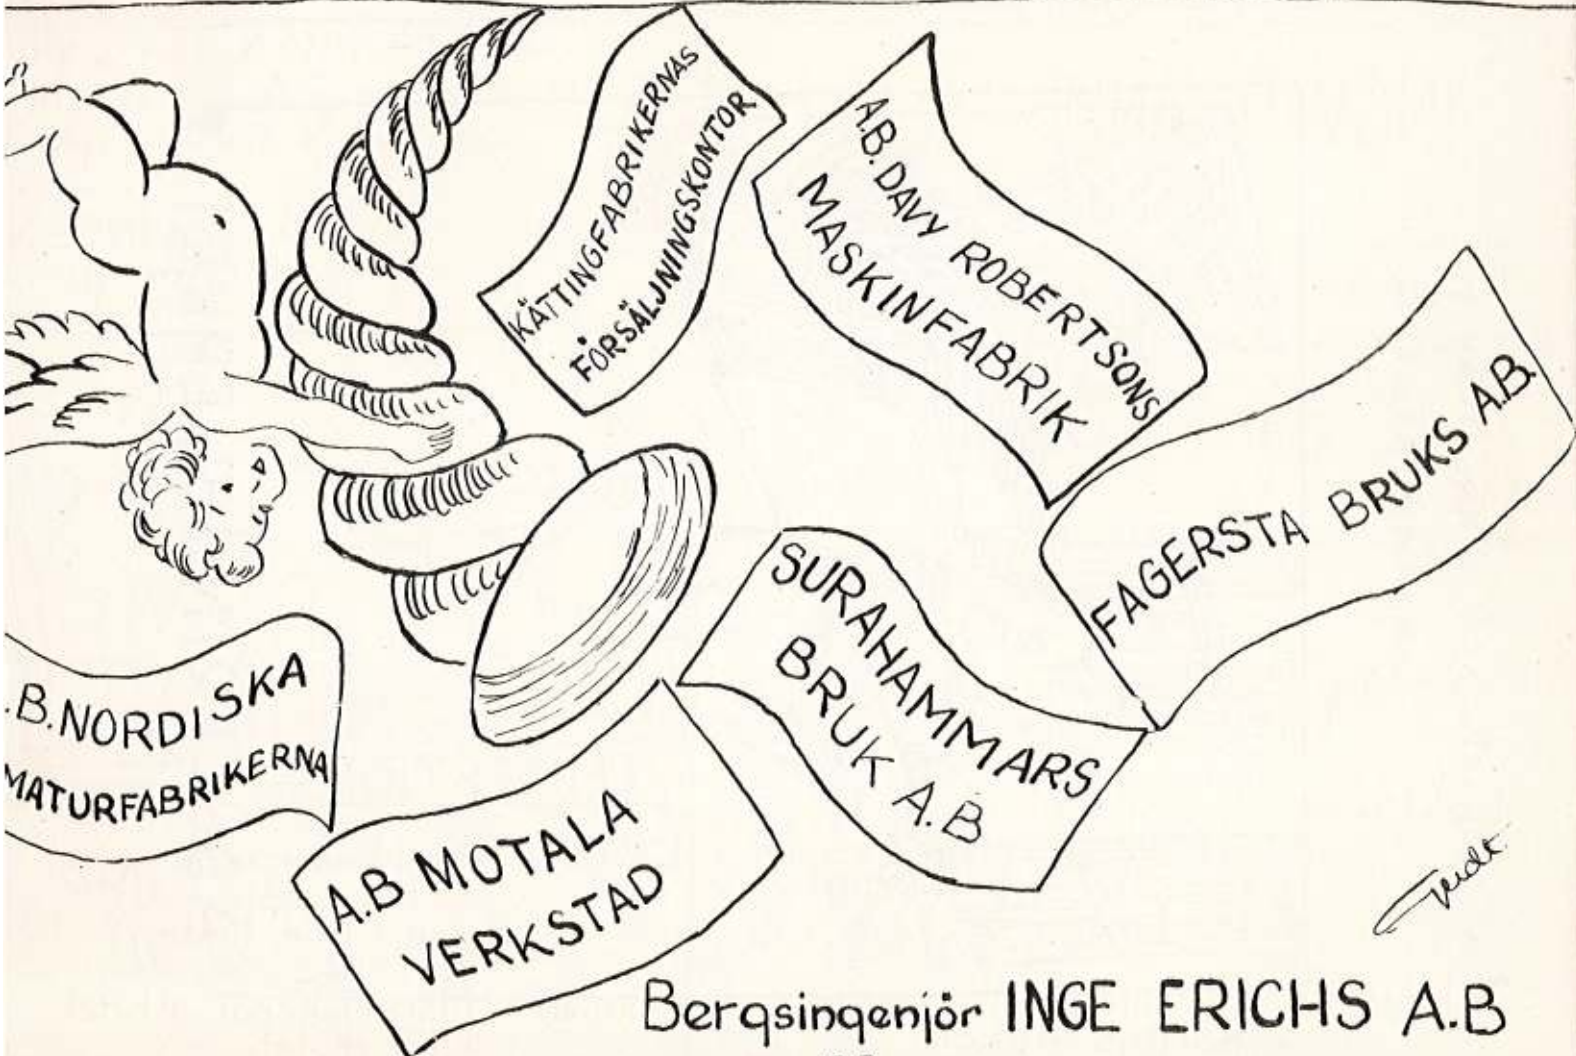 KÄTTINGFABRIKERNAS
FÖRSÄLJNINGSKONTOR
A.B. DAVY ROBERTSONS
MASKINFABRIK
FAGERSTA BRUKS A.B.
SURAHAMMARS
BRUK A.B
.B. NORDISKA
MATURFABRIKERNA
A.B MOTALA
VERKSTAD
Bergsingenjör INGE ERICHS A.B